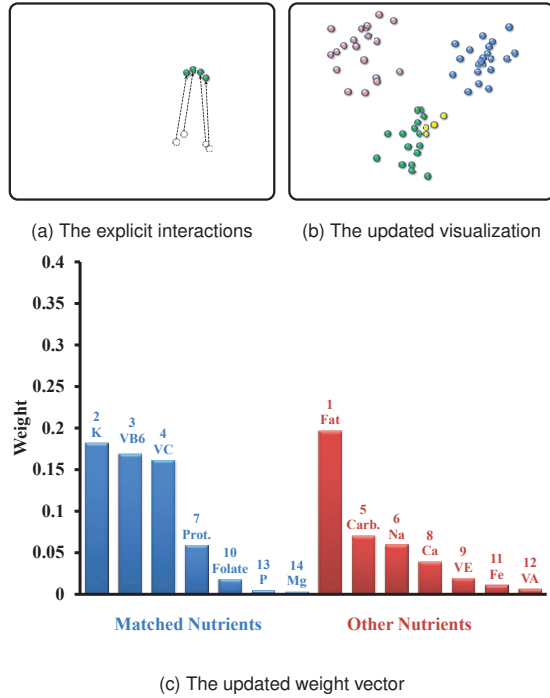 (a) The explicit interactions
(b) The updated visualization
0.4
0.35
0.3
0.25
0.2
0.15
0.1
0.05
0
Weight
2
K
3
VB6
4
VC
7
Prot.
10
Folate
13
P
14
Mg
1
Fat
5
Carb.
6
Na
8
Ca
9
VE
11
Fe
12
VA
Matched Nutrients
Other Nutrients
(c) The updated weight vector